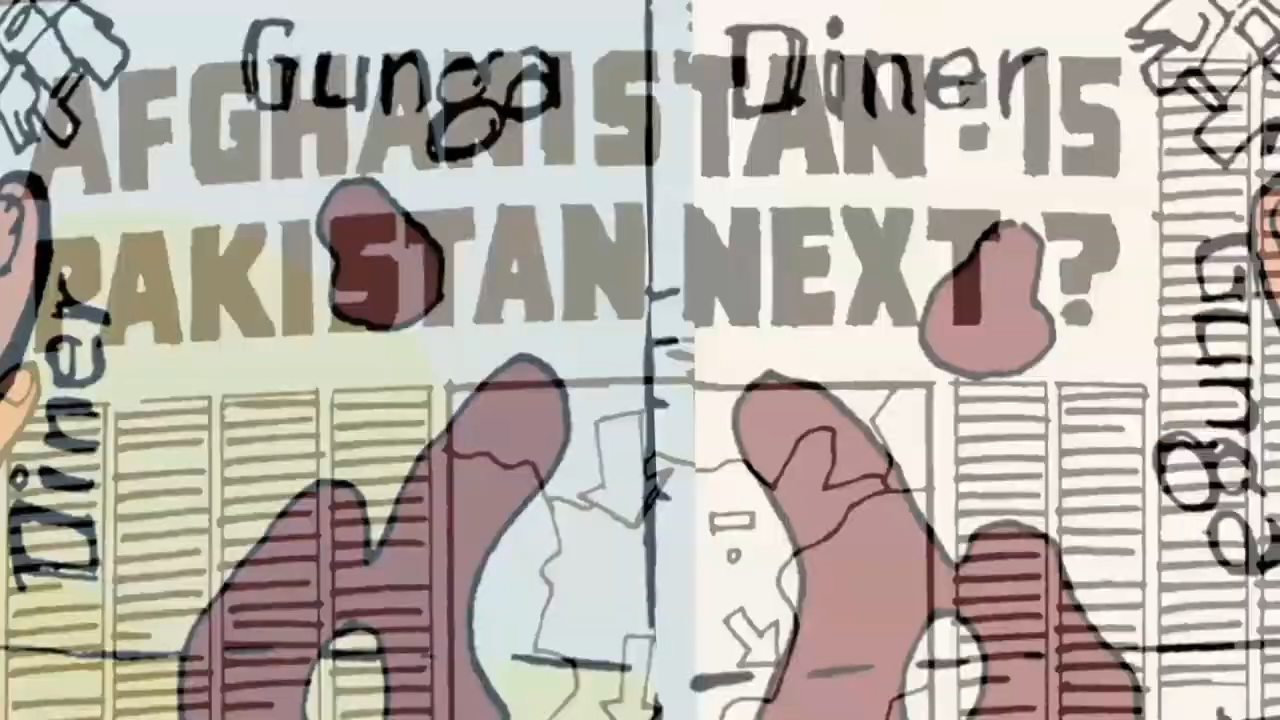 Gunga Diner
AFGHANISTAN: IS
PAKISTAN NEXT?
Diner
Gunga